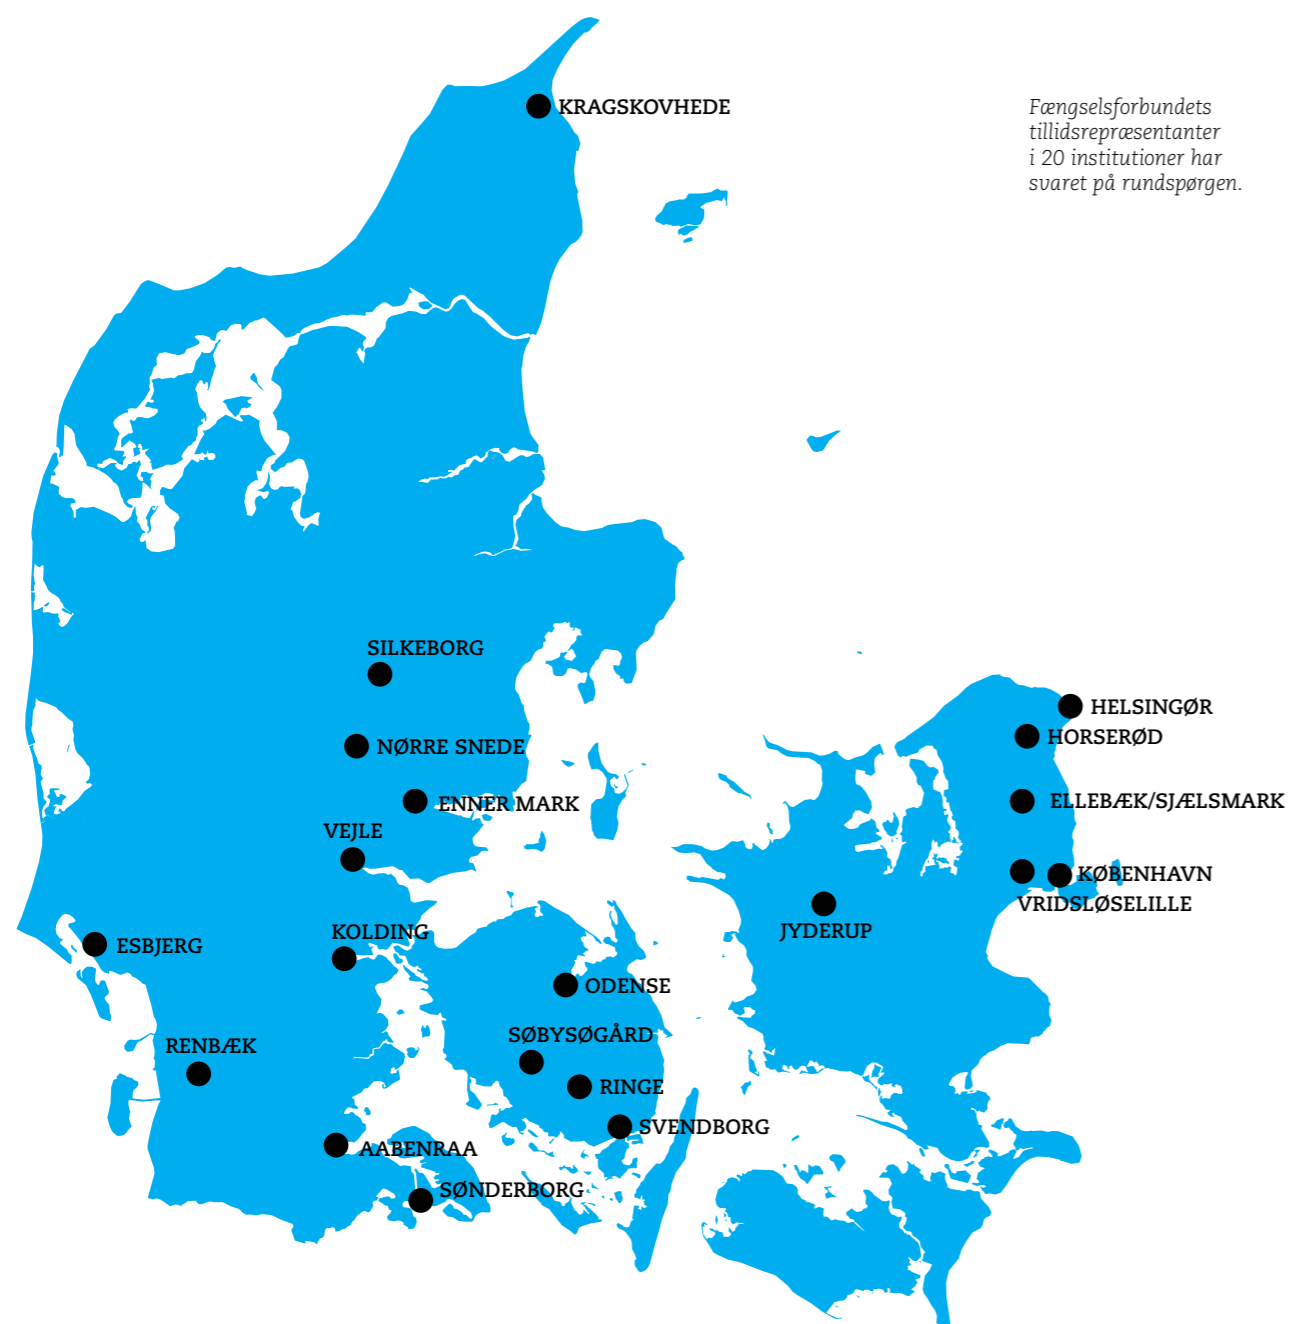 KRAGSKOVHEDE
Fængselsforbundets
tillidsrepræsentanter
i 20 institutioner har
svaret på rundspørgen.
SILKEBORG
NØRRE SNEDE
ENNER MARK
VEJLE
HELSINGØR
HORSERØD
ELLEBÆK/SJÆLSMARK
KØBENHAVN
VRIDSLØSELILLE
JYDERUP
KOLDING
ESBJERG
ODENSE
SØBYSØGÅRD
RENBÆK
RINGE
SVENDBORG
AABENRAA
SØNDERBORG